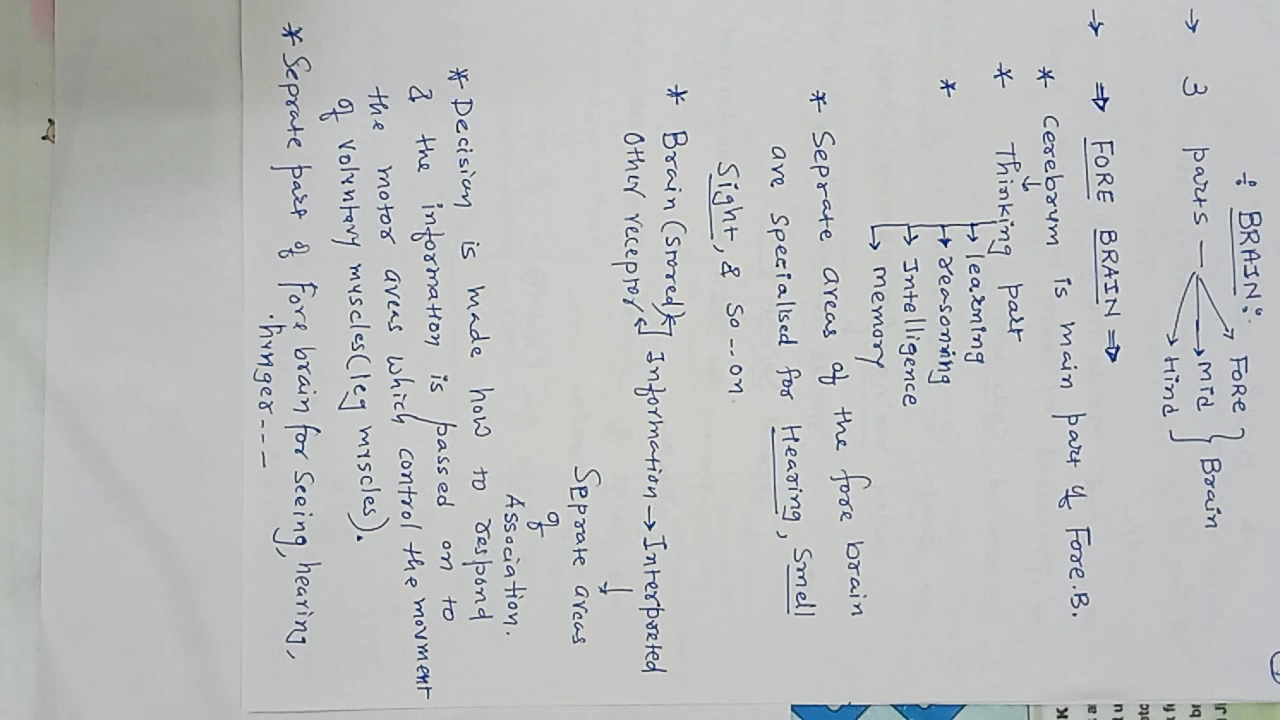 ÷ BRAIN:
→ 3 parts — Fore
Mid } Brain
Hind
→ ⇒ FORE BRAIN ⇒
* Cerebrum is main part of Fore.B.
* Thinking part
→ learning
* → reasonning
→ Intelligence
→ memory
* Seprate areas of the fore brain
are specialsed for Hearing, Smell
Sight, & so -- on.
* Brain (stored) Information → Interpreted
Other receptor
Seprate areas
of
Association.
* Decision is made how to respond
& the information is passed on to
the motor areas which control the movment
of voluntary muscles (leg muscles).
* Seprate part of fore brain for Seeing, hearing,
.hunger---